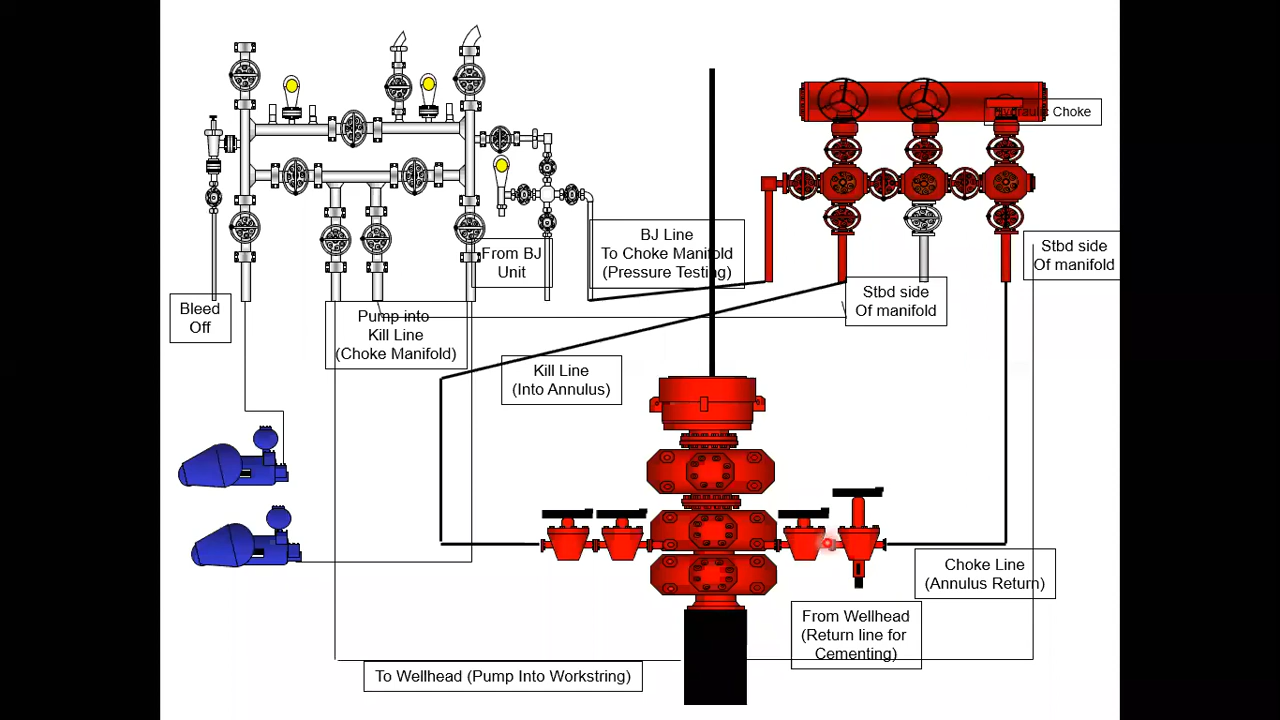 Hydraulic Choke
BJ Line
To Choke Manifold
(Pressure Testing)
From BJ
Unit
Stbd side
Of manifold
Stbd side
Of manifold
Bleed
Off
Pump into
Kill Line
(Choke Manifold)
Kill Line
(Into Annulus)
Choke Line
(Annulus Return)
From Wellhead
(Return line for
Cementing)
To Wellhead (Pump Into Workstring)